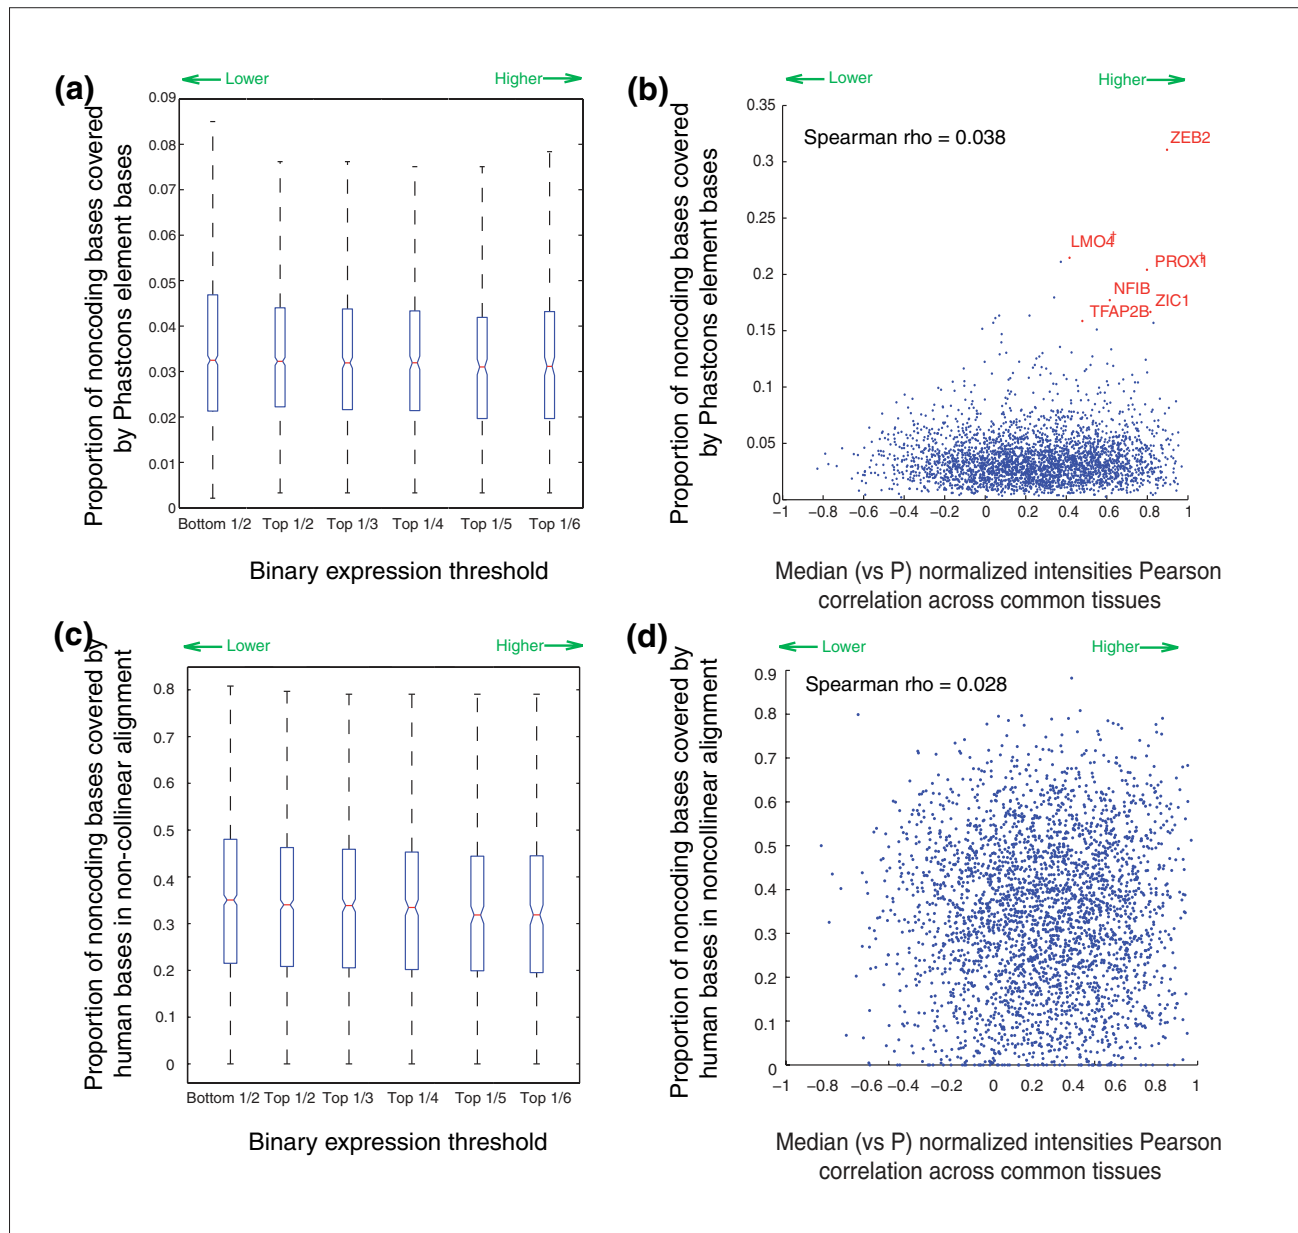 (a)
Lower
Higher
Proportion of noncoding bases covered
by Phastcons element bases
0.09
0.08
0.07
0.06
0.05
0.04
0.03
0.02
0.01
0
Bottom 1/2 Top 1/2 Top 1/3 Top 1/4 Top 1/5 Top 1/6
Binary expression threshold
(b)
Lower
Higher
Proportion of noncoding bases covered
by Phastcons element bases
0.35
0.3
0.25
0.2
0.15
0.1
0.05
0
Spearman rho = 0.038
ZEB2
LMO4†
PROX1†
NFIB
ZIC1
TFAP2B
−1 −0.8 −0.6 −0.4 −0.2 0 0.2 0.4 0.6 0.8 1
Median (vs P) normalized intensities Pearson
correlation across common tissues
(c)
Lower
Higher
Proportion of noncoding bases covered by
human bases in non-collinear alignment
0.8
0.7
0.6
0.5
0.4
0.3
0.2
0.1
0
Bottom 1/2 Top 1/2 Top 1/3 Top 1/4 Top 1/5 Top 1/6
Binary expression threshold
(d)
Lower
Higher
Proportion of noncoding bases covered by
human bases in noncollinear alignment
0.9
0.8
0.7
0.6
0.5
0.4
0.3
0.2
0.1
0
Spearman rho = 0.028
−1 −0.8 −0.6 −0.4 −0.2 0 0.2 0.4 0.6 0.8 1
Median (vs P) normalized intensities Pearson
correlation across common tissues